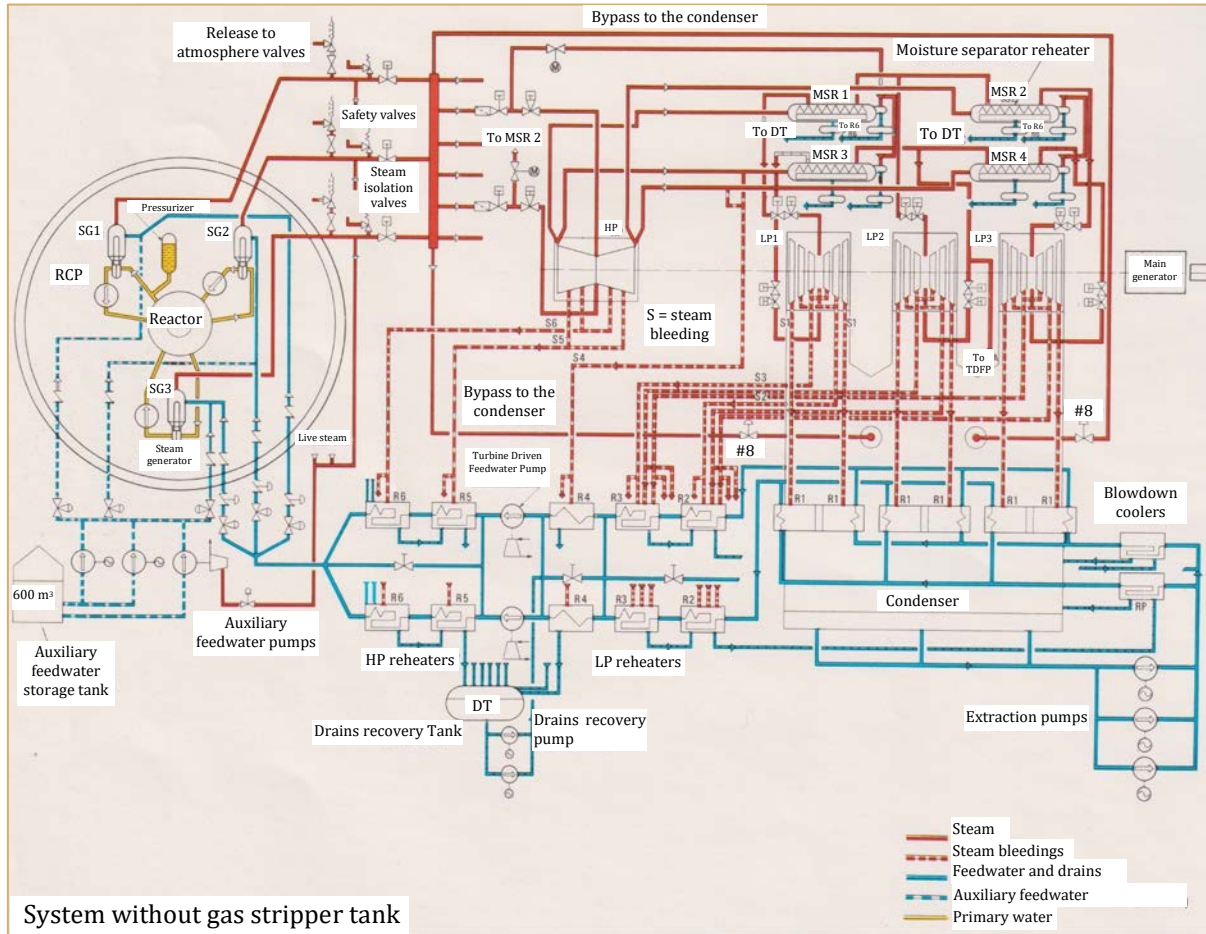 Bypass to the condenser
Release to
atmosphere valves
Moisture separator reheater
MSR 1
MSR 2
To R6
To R6
Safety valves
To MSR 2
To DT
To DT
MSR 3
MSR 4
Steam
isolation
valves
M
M
Pressurizer
SG1
SG2
HP
LP1
LP2
LP3
RCP
Main
generator
Reactor
S = steam
bleeding
S6
S5
S4
S1
S1
S3
S2
To
TDFP
SG3
Steam
generator
Live steam
Bypass to the
condenser
#8
#8
Turbine Driven
Feedwater Pump
R6
R5
R4
R3
R2
R1
R1
R1
R1
R1
R1
Blowdown
coolers
600 m³
Auxiliary
feedwater pumps
R6
R5
R4
R3
R2
Condenser
RP
Auxiliary
feedwater
storage tank
HP reheaters
LP reheaters
DT
Drains recovery Tank
Drains recovery
pump
Extraction pumps
Steam
Steam bleedings
Feedwater and drains
Auxiliary feedwater
Primary water
System without gas stripper tank